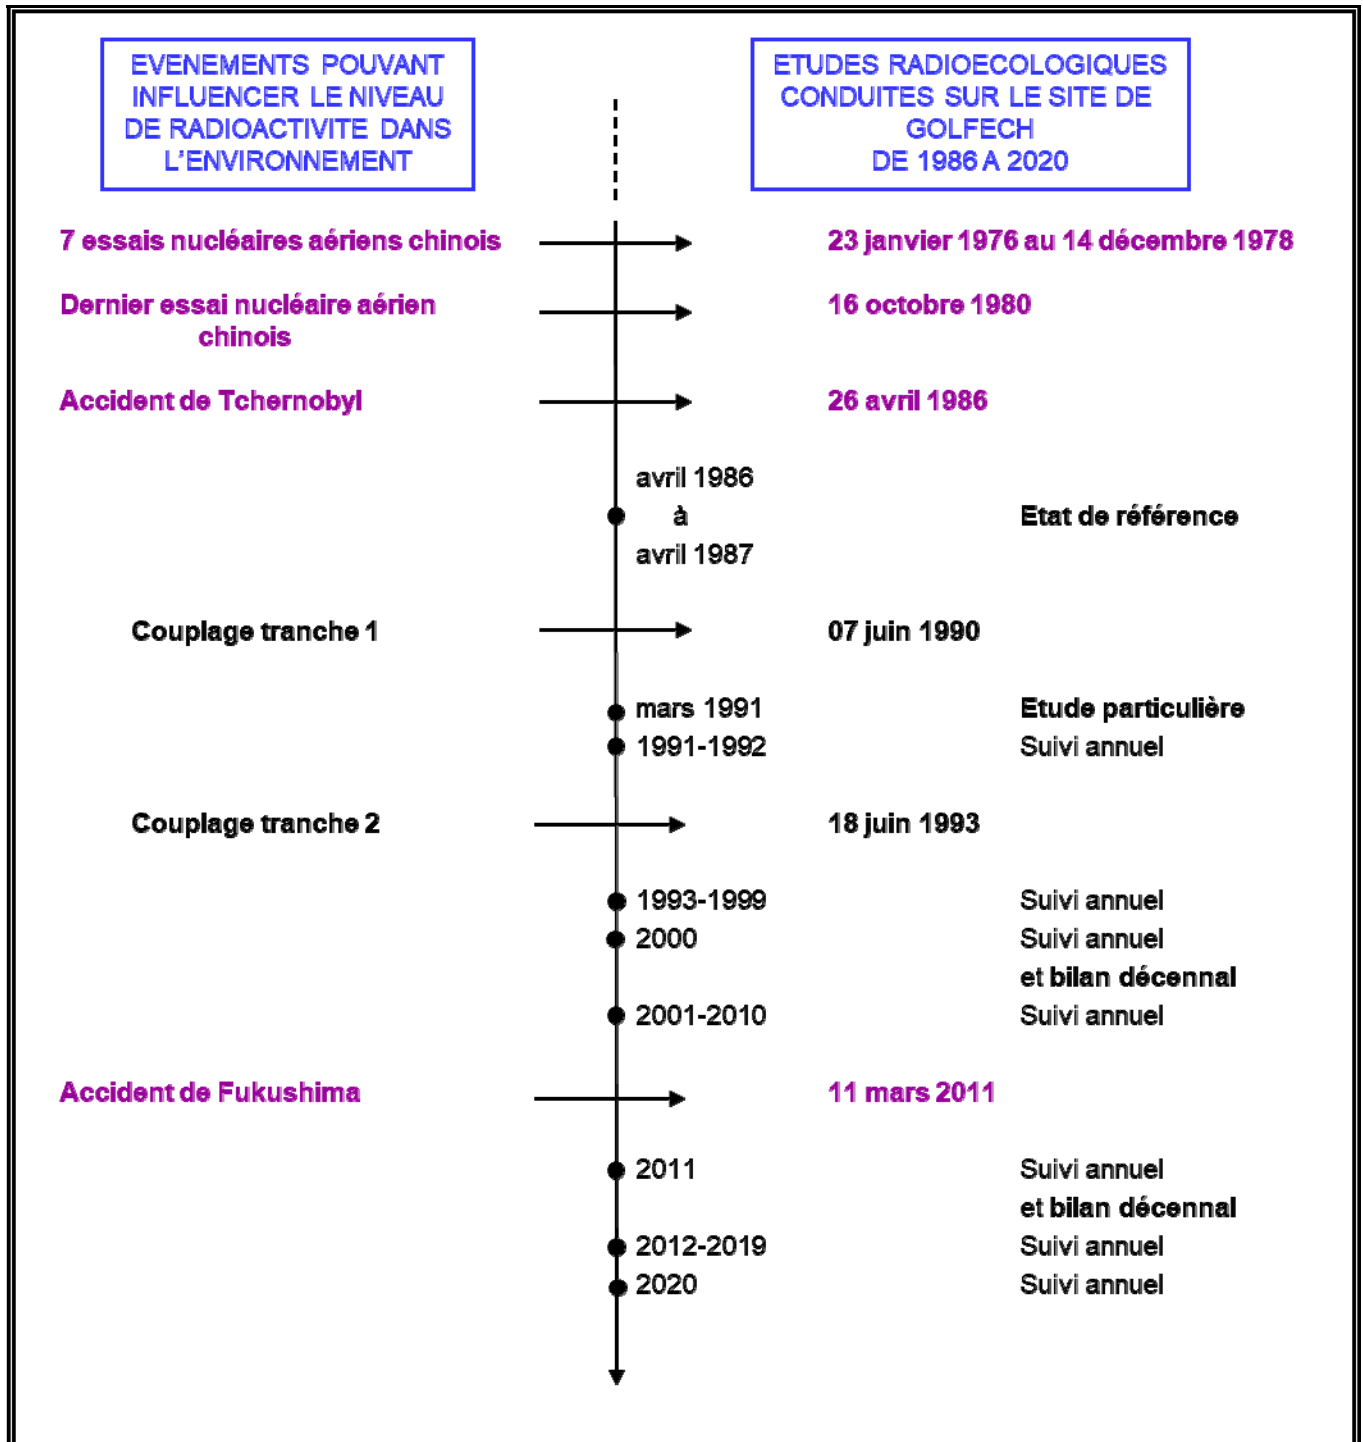 EVENEMENTS POUVANT
INFLUENCER LE NIVEAU
DE RADIOACTIVITE DANS
L'ENVIRONNEMENT
ETUDES RADIOECOLOGIQUES
CONDUITES SUR LE SITE DE
GOLFECH
DE 1986 A 2020
7 essais nucléaires aériens chinois 23 janvier 1976 au 14 décembre 1978
Dernier essai nucléaire aérien 16 octobre 1980
chinois
Accident de Tchernobyl 26 avril 1986
avril 1986
à Etat de référence
avril 1987
Couplage tranche 1 07 juin 1990
mars 1991 Etude particulière
1991-1992 Suivi annuel
Couplage tranche 2 18 juin 1993
1993-1999 Suivi annuel
2000 Suivi annuel
et bilan décennal
2001-2010 Suivi annuel
Accident de Fukushima 11 mars 2011
2011 Suivi annuel
et bilan décennal
2012-2019 Suivi annuel
2020 Suivi annuel